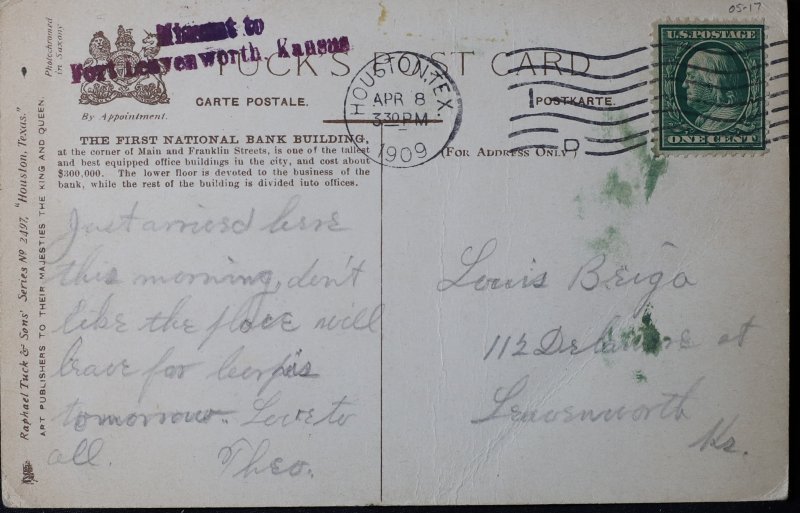 05-17
Missent to
Fort Leavenworth, Kansas
Photochromed
in Saxony
By Appointment.
TUCK'S POST CARD
CARTE POSTALE.
POSTKARTE.
(FOR ADDRESS ONLY)
HOUSTON, TEX.
APR 8
330 PM
1909
U.S. POSTAGE
ONE CENT
THE FIRST NATIONAL BANK BUILDING,
at the corner of Main and Franklin Streets, is one of the tallest
and best equipped office buildings in the city, and cost about
$300,000. The lower floor is devoted to the business of the
bank, while the rest of the building is divided into offices.
Raphael Tuck & Sons' Series No 2497, "Houston, Texas."
ART PUBLISHERS TO THEIR MAJESTIES THE KING AND QUEEN.
Just arrived here
this morning, don't
like the place will
leave for
tomorrow. Love to
all. Theo.
Louis Briga
112 Delaware st
Levenworth
Ks.